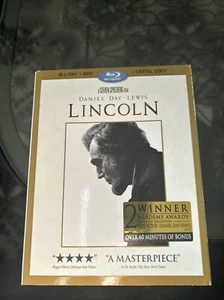 BLU-RAY + DVD + DIGITAL COPY
A STEVEN SPIELBERG FILM
DANIEL DAY-LEWIS
LINCOLN
2 WINNER
ACADEMY AWARDS
OVER 60 MINUTES OF BONUS
★★★★ "A MASTERPIECE"